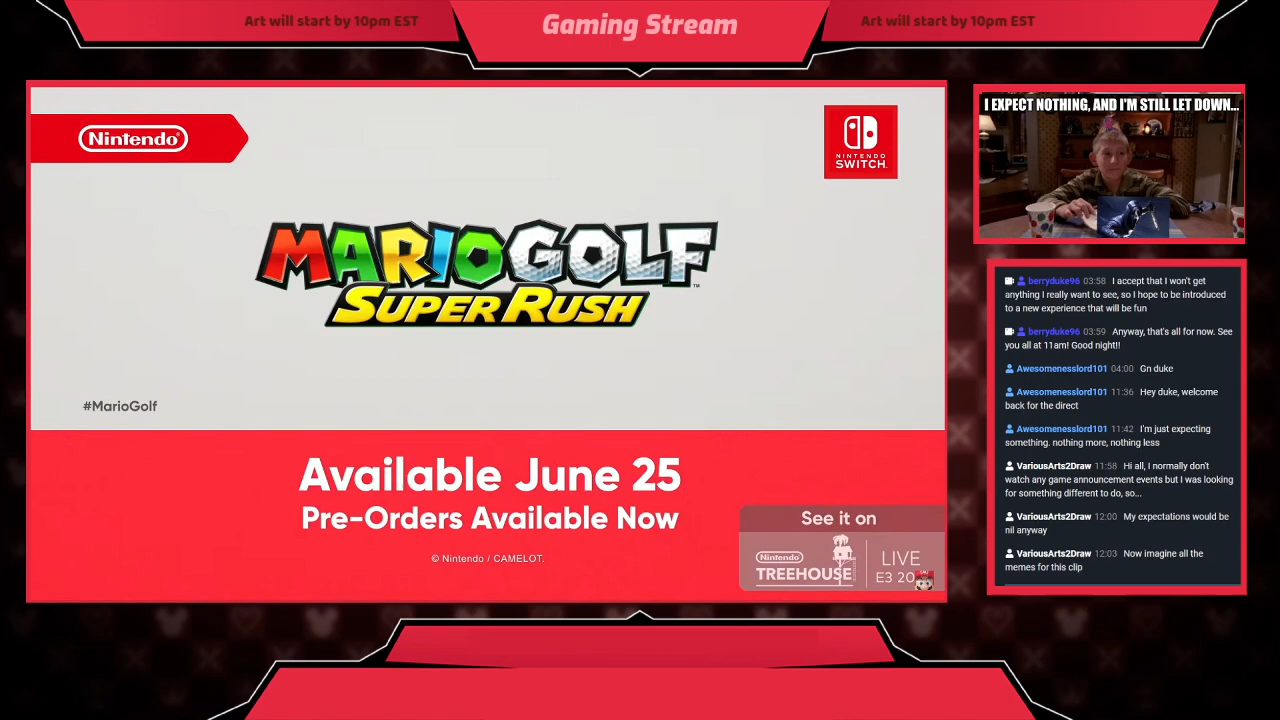 Art will start by 10pm EST
Gaming Stream
Art will start by 10pm EST
Nintendo
NINTENDO
SWITCH
MARIO GOLF
SUPER RUSH
#MarioGolf
Available June 25
Pre-Orders Available Now
© Nintendo / CAMELOT.
See it on
Nintendo
TREEHOUSE
LIVE
E3 20
I EXPECT NOTHING, AND I'M STILL LET DOWN...
berryduke96 03:58 I accept that I won't get
anything I really want to see, so I hope to be introduced
to a new experience that will be fun
berryduke96 03:59 Anyway, that's all for now. See
you all at 11am! Good night!!
Awesomenesslord101 04:00 Gn duke
Awesomenesslord101 11:36 Hey duke, welcome
back for the direct
Awesomenesslord101 11:42 I'm just expecting
something. nothing more, nothing less
VariousArts2Draw 11:58 Hi all, I normally don't
watch any game announcement events but I was looking
for something different to do, so...
VariousArts2Draw 12:00 My expectations would be
nil anyway
VariousArts2Draw 12:03 Now imagine all the
memes for this clip